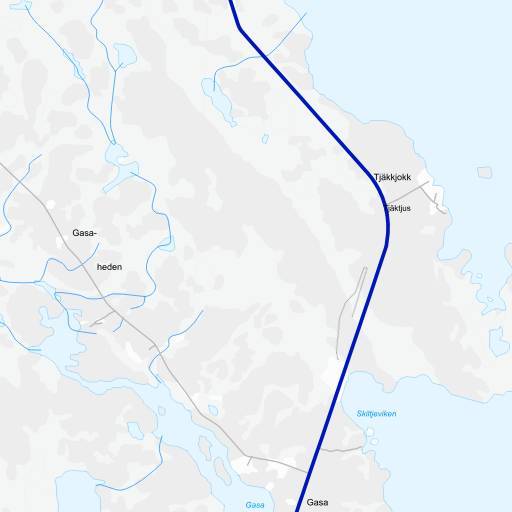 Tjäkkjokk
Tjäktjus
Gasa-
heden
Skiltjeviken
Gasa
Gasa